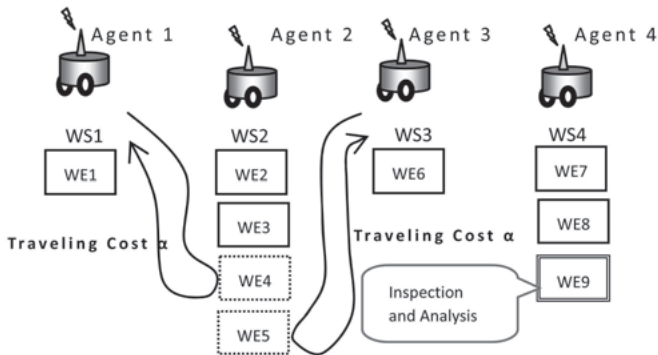 Agent 1 Agent 2 Agent 3 Agent 4
WS1 WS2 WS3 WS4
WE1 WE2 WE6 WE7
WE3 WE8
Traveling Cost α Traveling Cost α
WE4 WE9
Inspection
and Analysis
WE5